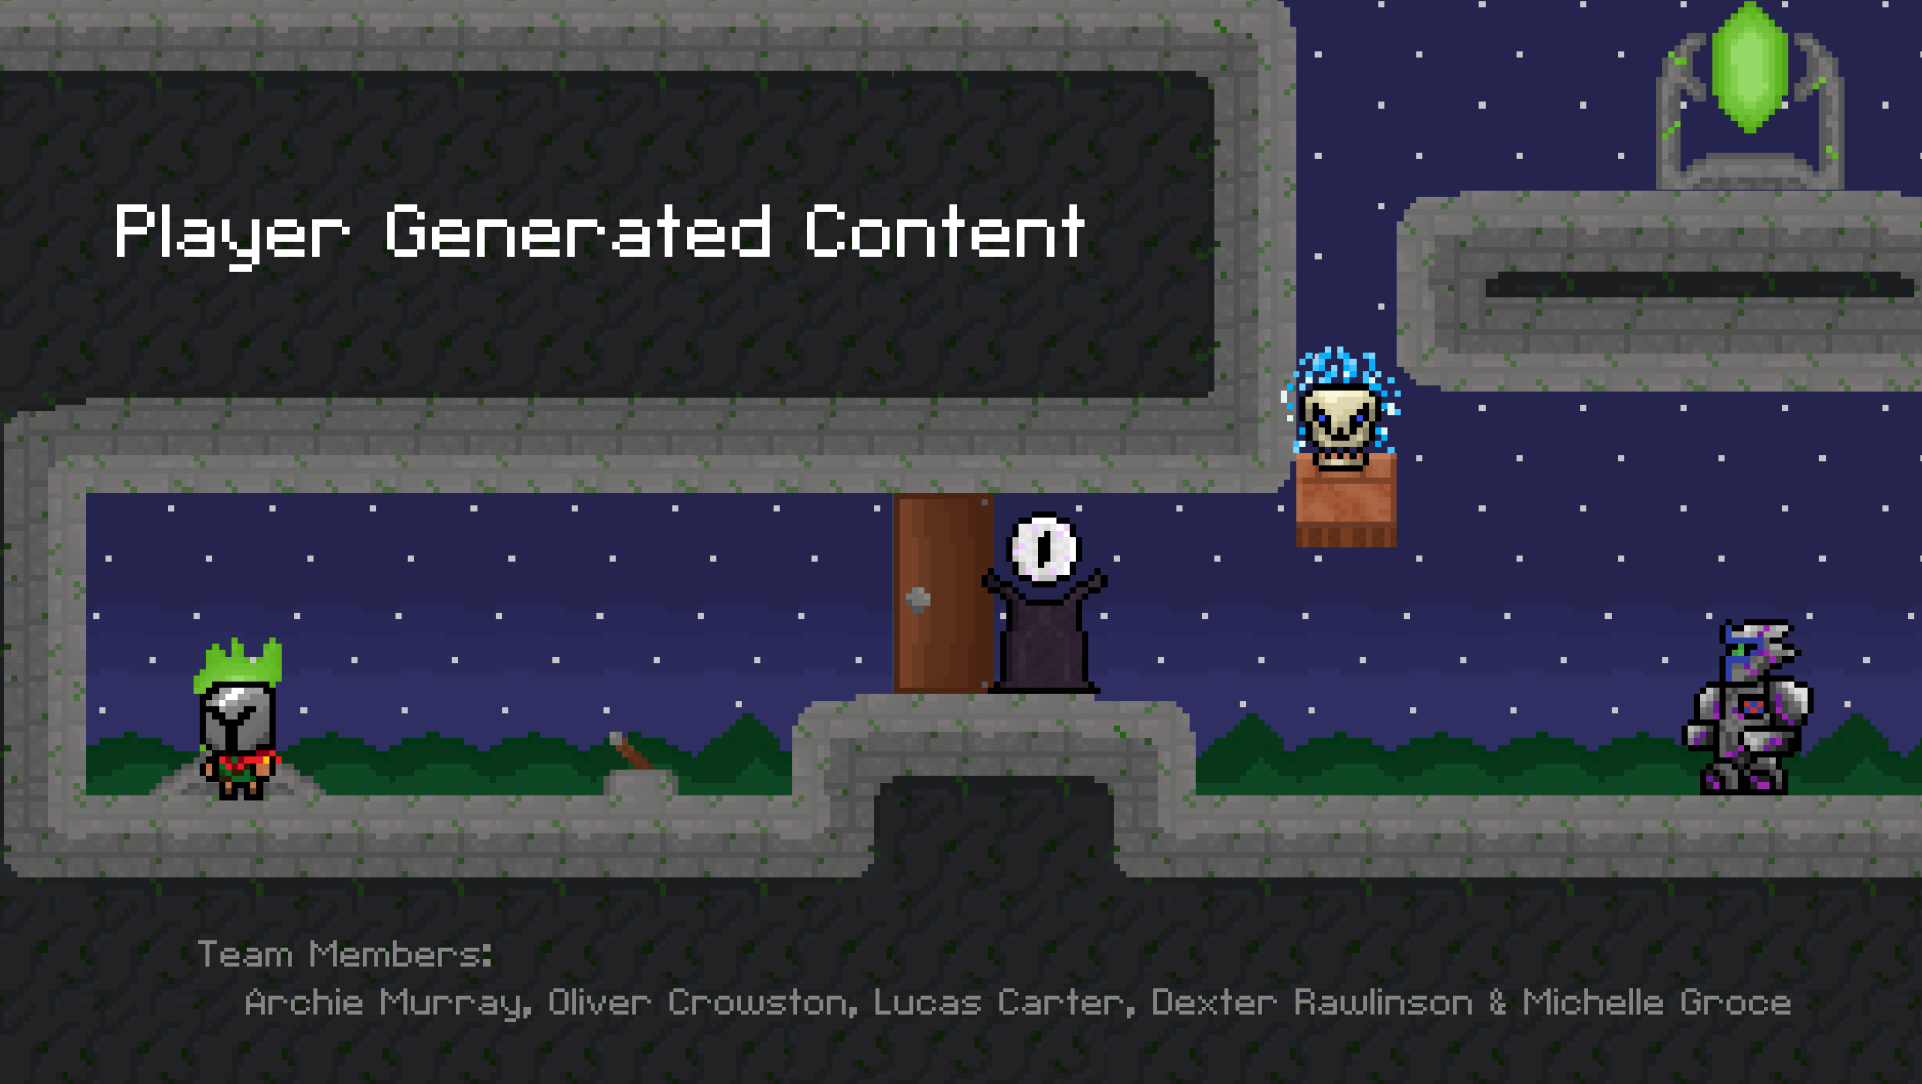 Player Generated Content
Team Members:
Archie Murray, Oliver Crowston, Lucas Carter, Dexter Rawlinson & Michelle Groce